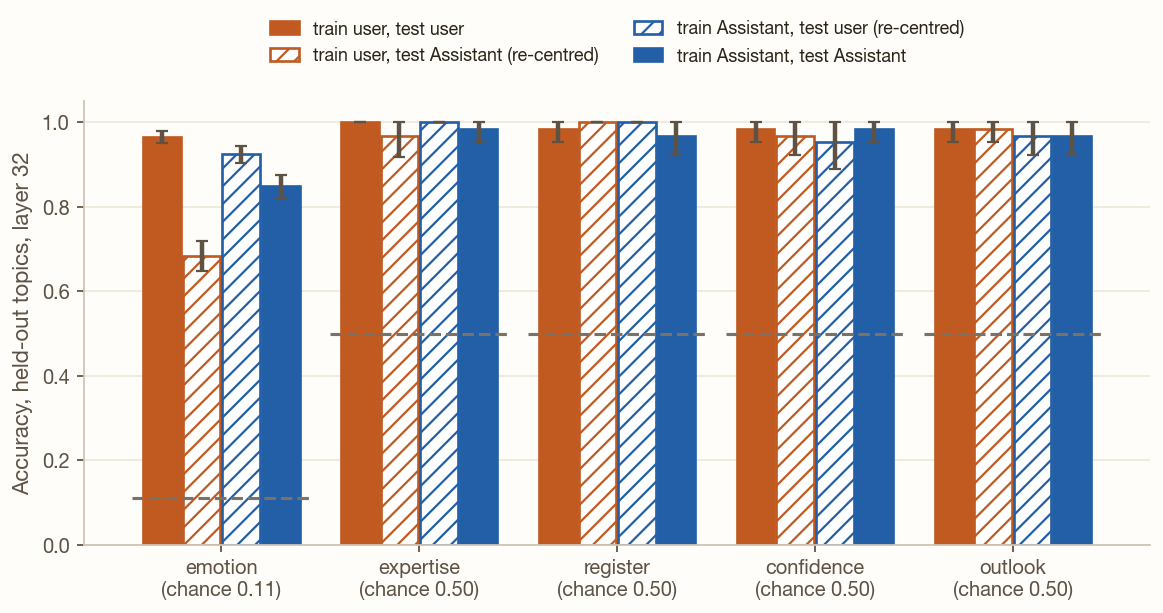 train user, test user
train user, test Assistant (re-centred)
train Assistant, test user (re-centred)
train Assistant, test Assistant
Accuracy, held-out topics, layer 32
1.0
0.8
0.6
0.4
0.2
0.0
emotion
(chance 0.11)
expertise
(chance 0.50)
register
(chance 0.50)
confidence
(chance 0.50)
outlook
(chance 0.50)